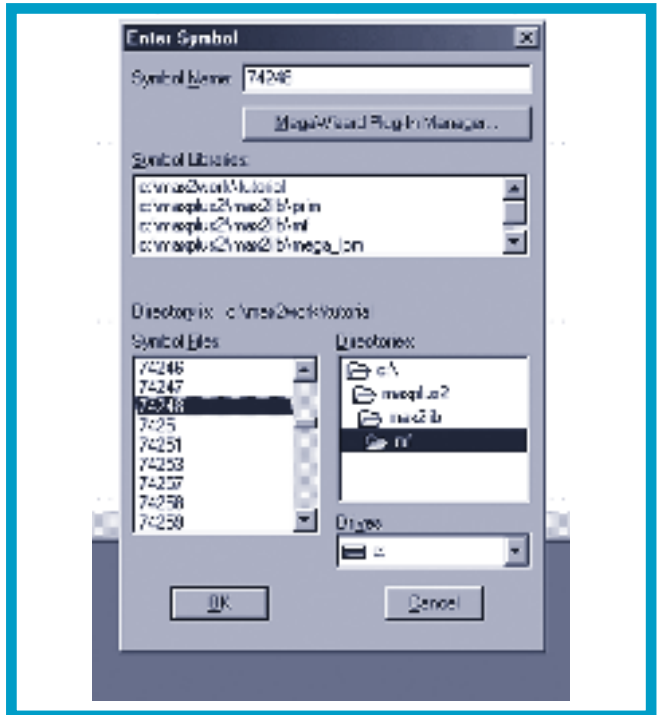 Enter Symbol
Symbol Name: 74248
MegaWizard Plug-In Manager...
Symbol Libraries:
c:\max2work\tutorial
c:\maxplus2\max2lib\prim
c:\maxplus2\max2lib\mf
c:\maxplus2\max2lib\mega_lpm
Directory is: c:\max2work\tutorial
Symbol Files:
74246
74247
74248
7425
74251
74253
74257
74258
74259
Directories:
c:\
maxplus2
max2lib
mf
Drives:
c:
OK
Cancel